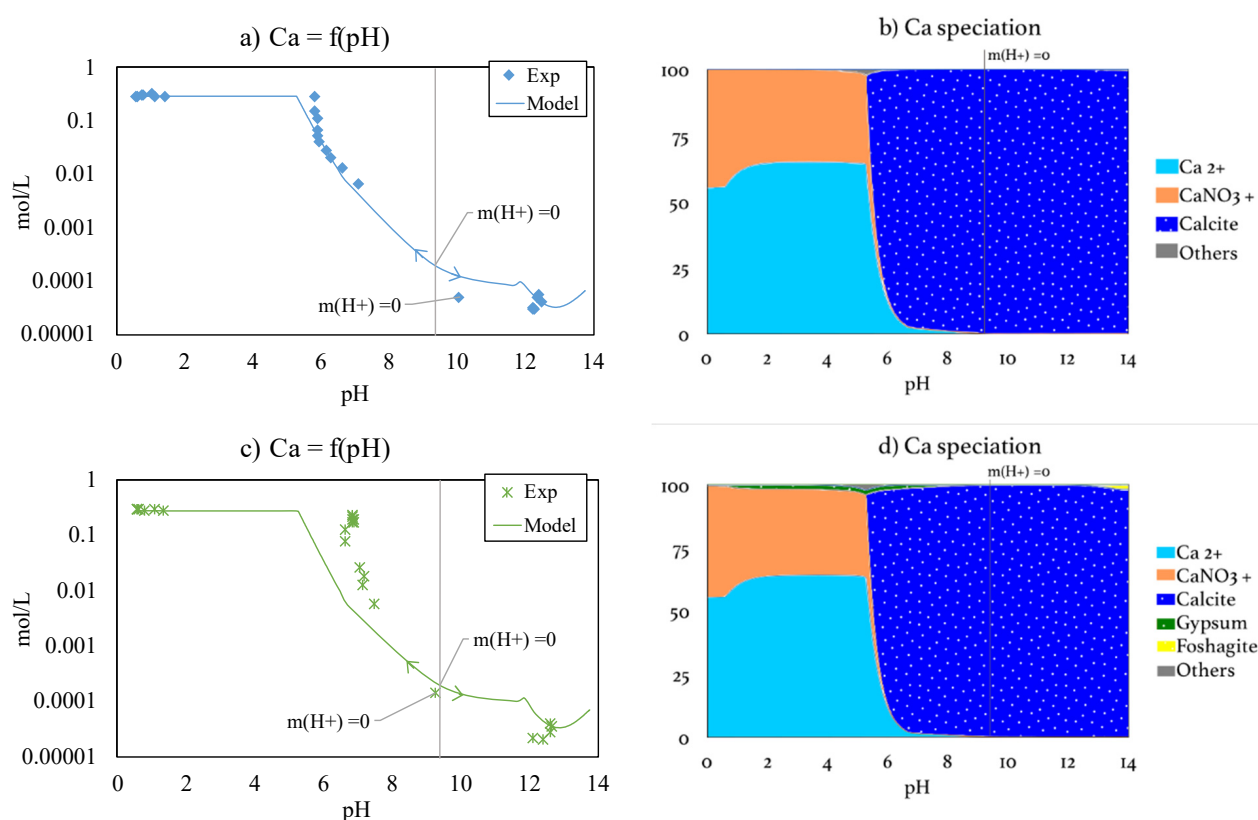 a) Ca = f(pH)
1
0.1
0.01
0.001
0.0001
0.00001
mol/L
Exp
Model
m(H+) =0
m(H+) =0
0 2 4 6 8 10 12 14
pH
b) Ca speciation
m(H+) =0
100
75
50
25
0
0 2 4 6 8 10 12 14
pH
Ca 2+
CaNO3 +
Calcite
Others
c) Ca = f(pH)
1
0.1
0.01
0.001
0.0001
0.00001
mol/L
Exp
Model
m(H+) =0
m(H+) =0
0 2 4 6 8 10 12 14
pH
d) Ca speciation
m(H+) =0
100
75
50
25
0
0 2 4 6 8 10 12 14
pH
Ca 2+
CaNO3 +
Calcite
Gypsum
Foshagite
Others